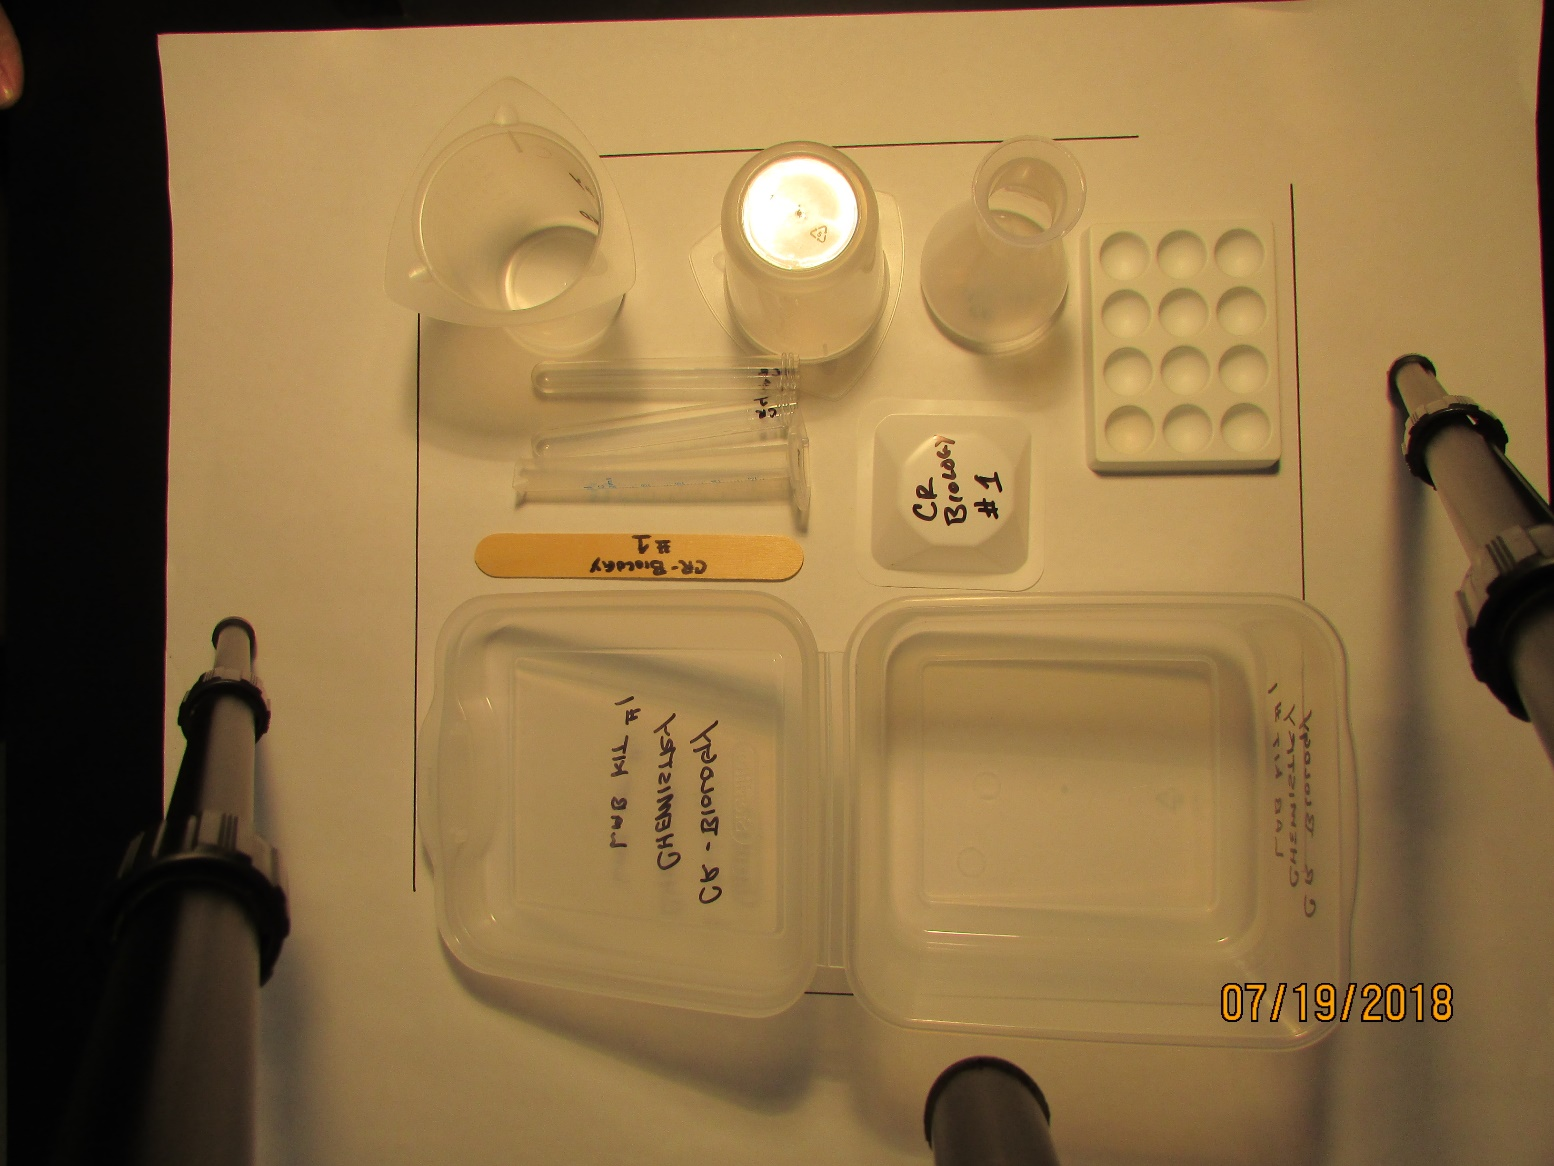 CR
BIOLOGY
#1
CR-BIOLOGY
#1
CR-BIOLOGY
CHEMISTRY
LAB KIT #1
CR BIOLOGY
CHEMISTRY
LAB KIT #1
07/19/2018